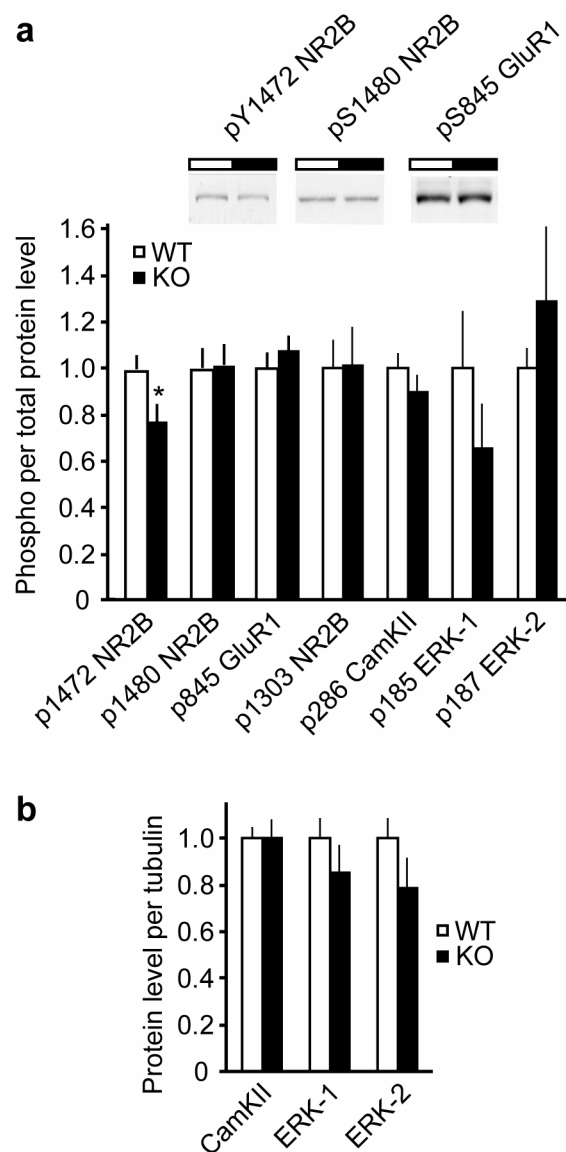 a
pY1472 NR2B
pS1480 NR2B
pS845 GluR1
Phospho per total protein level
1.6
1.4
1.2
1.0
0.8
0.6
0.4
0.2
0
WT
KO
*
p1472 NR2B
p1480 NR2B
p845 GluR1
p1303 NR2B
p286 CamKII
p185 ERK-1
p187 ERK-2
b
Protein level per tubulin
1.0
0.8
0.6
0.4
0.2
0
WT
KO
CamKII
ERK-1
ERK-2